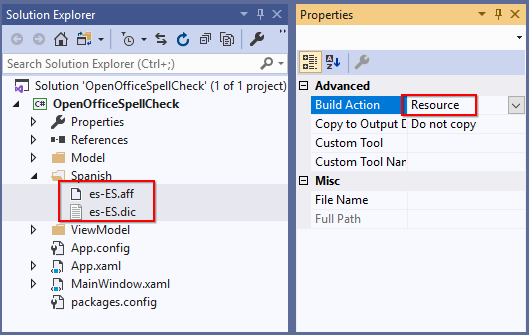 Solution Explorer
Search Solution Explorer (Ctrl+;)
Solution 'OpenOfficeSpellCheck' (1 of 1 project)
C# OpenOfficeSpellCheck
Properties
References
Model
Spanish
es-ES.aff
es-ES.dic
ViewModel
App.config
App.xaml
MainWindow.xaml
packages.config
Properties
Advanced
Build Action Resource
Copy to Output D Do not copy
Custom Tool
Custom Tool Nam
Misc
File Name
Full Path